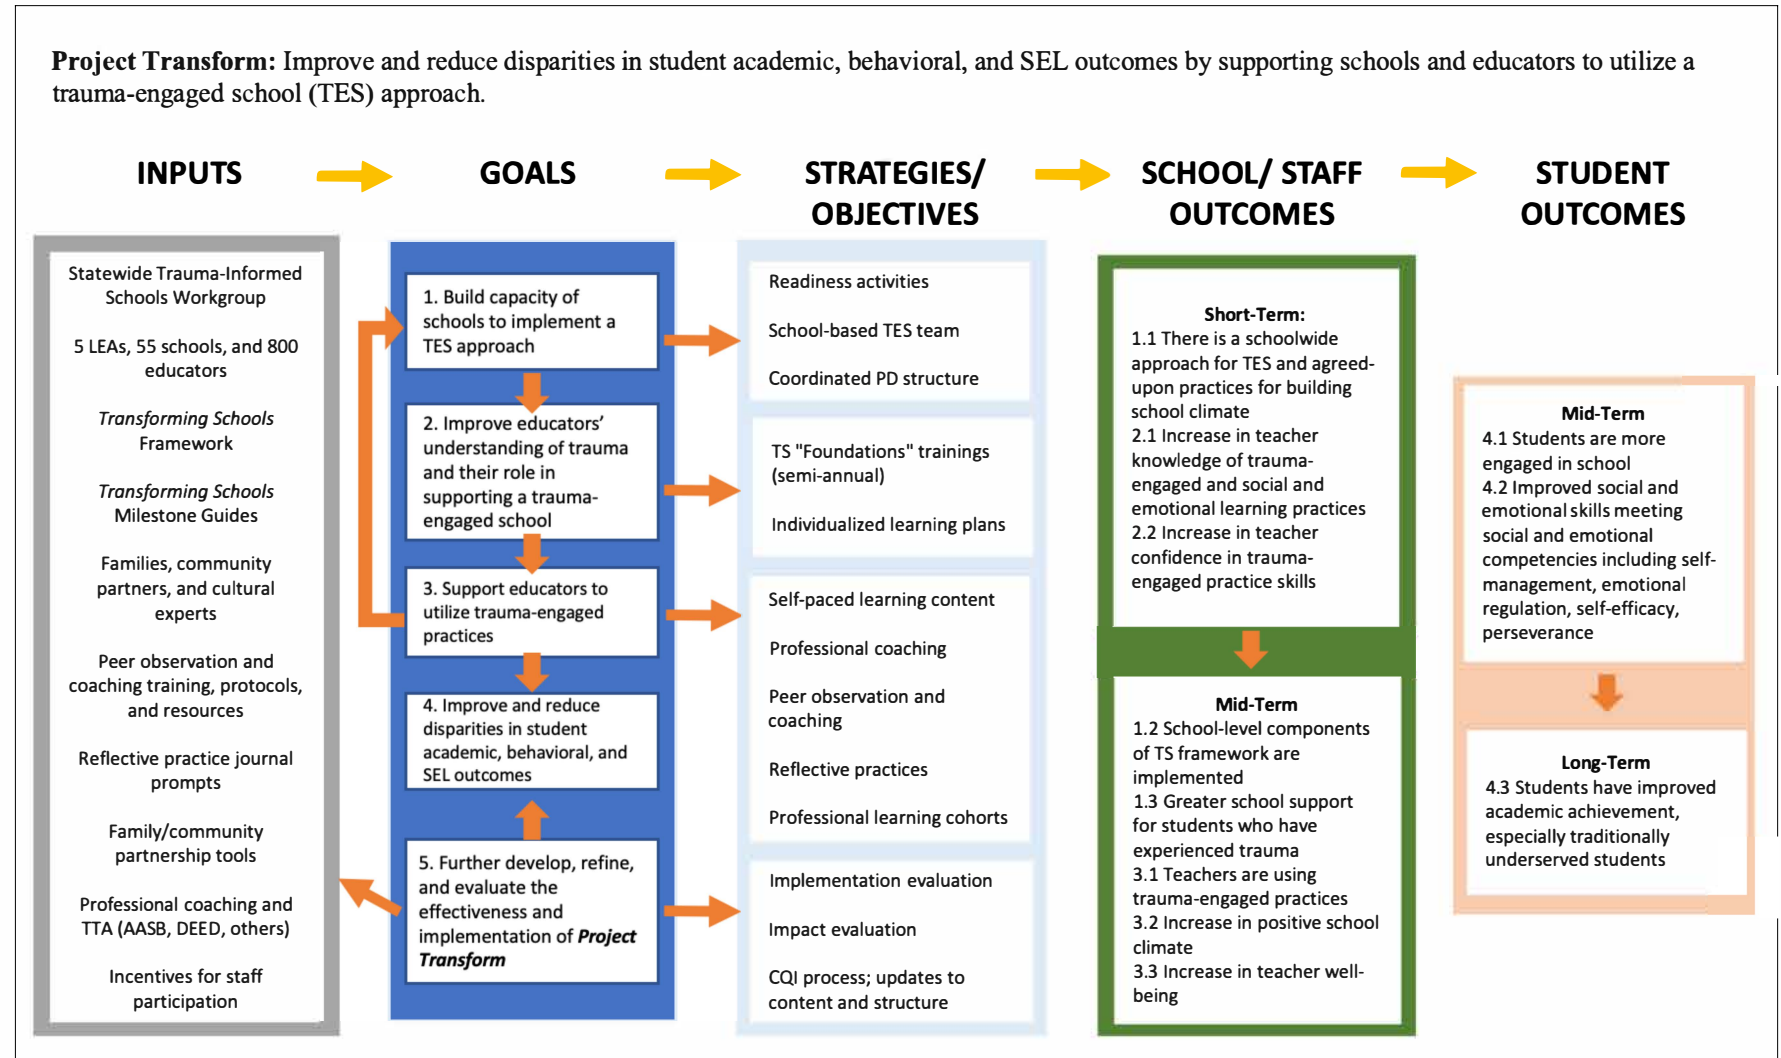 Project Transform: Improve and reduce disparities in student academic, behavioral, and SEL outcomes by supporting schools and educators to utilize a
trauma-engaged school (TES) approach.
INPUTS
GOALS
STRATEGIES/
OBJECTIVES
SCHOOL/ STAFF
OUTCOMES
STUDENT
OUTCOMES
Statewide Trauma-Informed
Schools Workgroup
5 LEAs, 55 schools, and 800
educators
Transforming Schools
Framework
Transforming Schools
Milestone Guides
Families, community
partners, and cultural
experts
Peer observation and
coaching training, protocols,
and resources
Reflective practice journal
prompts
Family/community
partnership tools
Professional coaching and
TTA (AASB, DEED, others)
Incentives for staff
participation
1. Build capacity of
schools to implement a
TES approach
2. Improve educators’
understanding of trauma
and their role in
supporting a trauma-
engaged school
3. Support educators to
utilize trauma-engaged
practices
4. Improve and reduce
disparities in student
academic, behavioral, and
SEL outcomes
5. Further develop, refine,
and evaluate the
effectiveness and
implementation of Project
Transform
Readiness activities
School-based TES team
Coordinated PD structure
TS "Foundations" trainings
(semi-annual)
Individualized learning plans
Self-paced learning content
Professional coaching
Peer observation and
coaching
Reflective practices
Professional learning cohorts
Implementation evaluation
Impact evaluation
CQI process; updates to
content and structure
Short-Term:
1.1 There is a schoolwide
approach for TES and agreed-
upon practices for building
school climate
2.1 Increase in teacher
knowledge of trauma-
engaged and social and
emotional learning practices
2.2 Increase in teacher
confidence in trauma-
engaged practice skills
Mid-Term
1.2 School-level components
of TS framework are
implemented
1.3 Greater school support
for students who have
experienced trauma
3.1 Teachers are using
trauma-engaged practices
3.2 Increase in positive school
climate
3.3 Increase in teacher well-
being
Mid-Term
4.1 Students are more
engaged in school
4.2 Improved social and
emotional skills meeting
social and emotional
competencies including self-
management, emotional
regulation, self-efficacy,
perseverance
Long-Term
4.3 Students have improved
academic achievement,
especially traditionally
underserved students